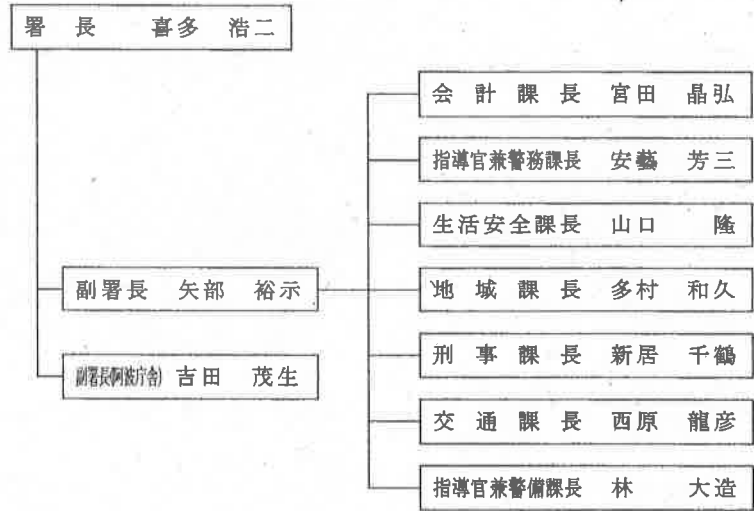 署長 喜多 浩二
会計課長 宮田 晶弘
指導官兼警務課長 安藝 芳三
生活安全課長 山口 隆
地域課長 多村 和久
副署長 矢部 裕示
刑事課長 新居 千鶴
副署長(阿波庁舎) 吉田 茂生
交通課長 西原 龍彦
指導官兼警備課長 林 大造